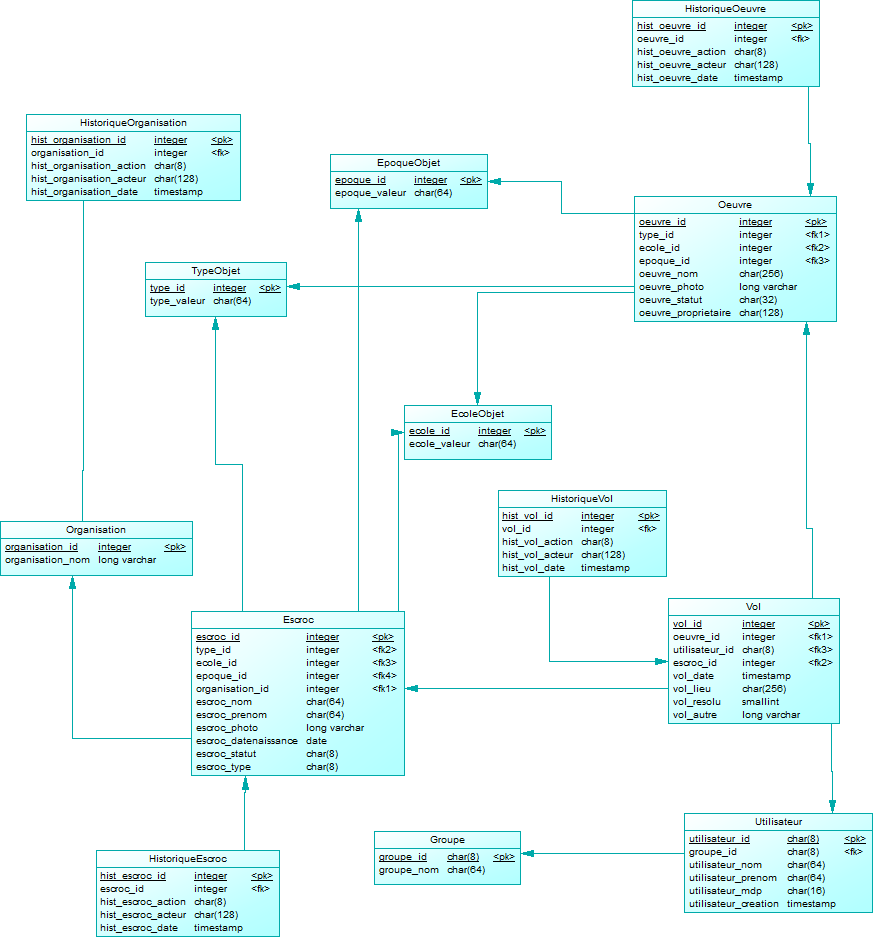 HistoriqueOeuvre
hist_oeuvre_id integer <pk>
oeuvre_id integer <fk>
hist_oeuvre_action char(8)
hist_oeuvre_acteur char(128)
hist_oeuvre_date timestamp
HistoriqueOrganisation
hist_organisation_id integer <pk>
organisation_id integer <fk>
hist_organisation_action char(8)
hist_organisation_acteur char(128)
hist_organisation_date timestamp
EpoqueObjet
epoque_id integer <pk>
epoque_valeur char(64)
Oeuvre
oeuvre_id integer <pk>
type_id integer <fk1>
ecole_id integer <fk2>
epoque_id integer <fk3>
oeuvre_nom char(256)
oeuvre_photo long varchar
oeuvre_statut char(32)
oeuvre_proprietaire char(128)
TypeObjet
type_id integer <pk>
type_valeur char(64)
EcoleObjet
ecole_id integer <pk>
ecole_valeur char(64)
HistoriqueVol
hist_vol_id integer <pk>
vol_id integer <fk>
hist_vol_action char(8)
hist_vol_acteur char(128)
hist_vol_date timestamp
Organisation
organisation_id integer <pk>
organisation_nom long varchar
Escroc
escroc_id integer <pk>
type_id integer <fk2>
ecole_id integer <fk3>
epoque_id integer <fk4>
organisation_id integer <fk1>
escroc_nom char(64)
escroc_prenom char(64)
escroc_photo long varchar
escroc_datenaissance date
escroc_statut char(8)
escroc_type char(8)
Vol
vol_id integer <pk>
oeuvre_id integer <fk1>
utilisateur_id char(8) <fk3>
escroc_id integer <fk2>
vol_date timestamp
vol_lieu char(256)
vol_resolu smallint
vol_autre long varchar
HistoriqueEscroc
hist_escroc_id integer <pk>
escroc_id integer <fk>
hist_escroc_action char(8)
hist_escroc_acteur char(128)
hist_escroc_date timestamp
Groupe
groupe_id char(8) <pk>
groupe_nom char(64)
Utilisateur
utilisateur_id char(8) <pk>
groupe_id char(8) <fk>
utilisateur_nom char(64)
utilisateur_prenom char(64)
utilisateur_mdp char(16)
utilisateur_creation timestamp